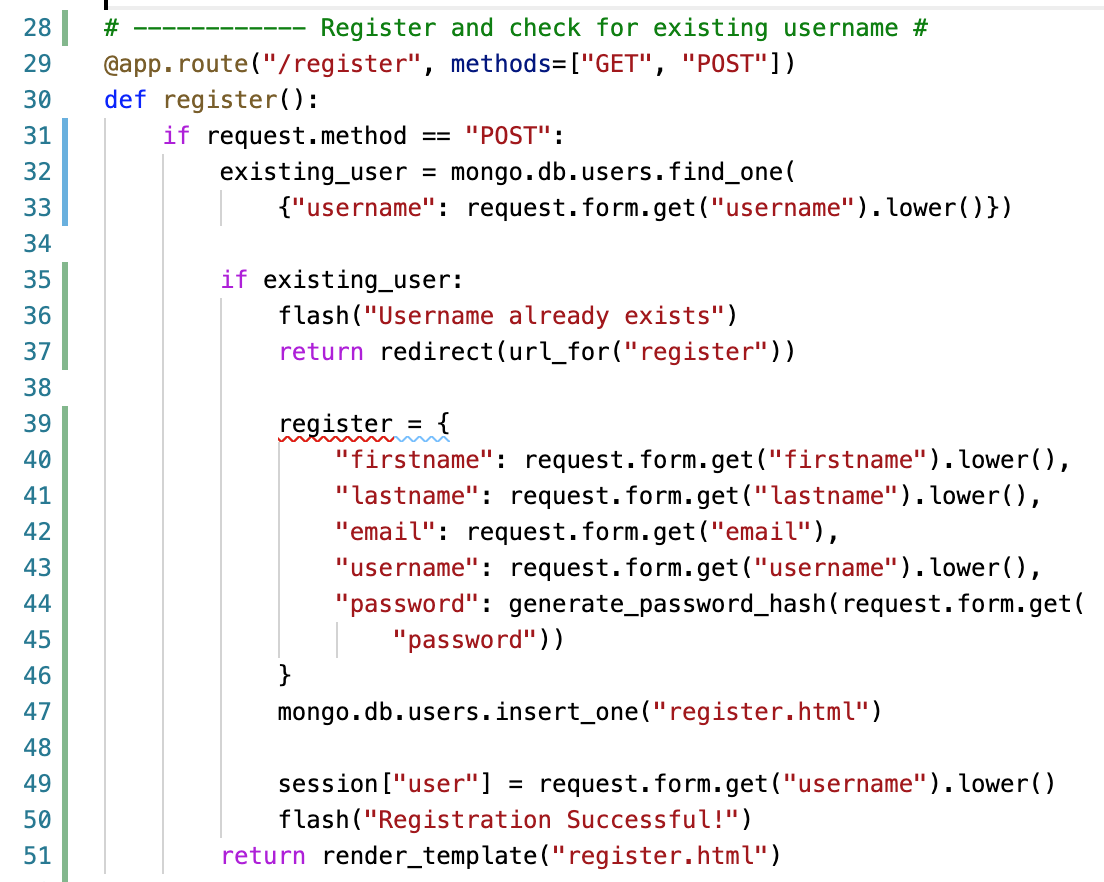 28 # ------------ Register and check for existing username #
29 @app.route("/register", methods=["GET", "POST"])
30 def register():
31     if request.method == "POST":
32         existing_user = mongo.db.users.find_one(
33             {"username": request.form.get("username").lower()})
34
35         if existing_user:
36             flash("Username already exists")
37             return redirect(url_for("register"))
38
39             register = {
40                 "firstname": request.form.get("firstname").lower(),
41                 "lastname": request.form.get("lastname").lower(),
42                 "email": request.form.get("email"),
43                 "username": request.form.get("username").lower(),
44                 "password": generate_password_hash(request.form.get(
45                     "password"))
46             }
47             mongo.db.users.insert_one("register.html")
48
49             session["user"] = request.form.get("username").lower()
50             flash("Registration Successful!")
51         return render_template("register.html")